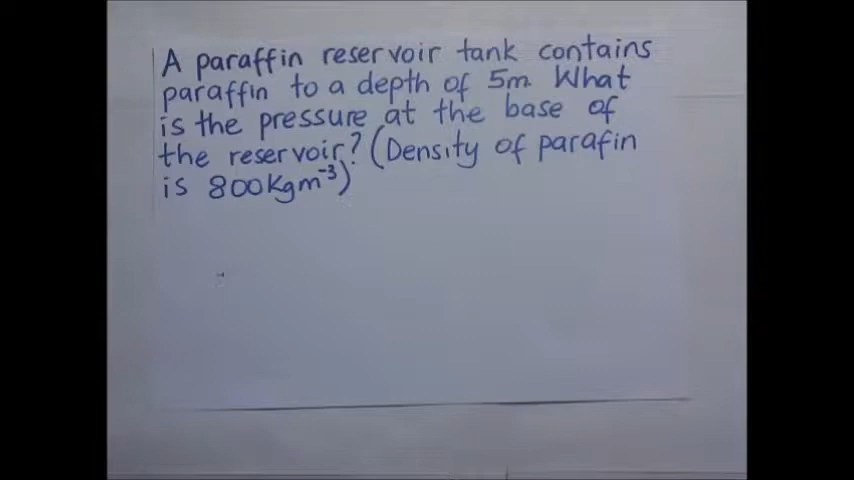 A paraffin reservoir tank contains
paraffin to a depth of 5m. What
is the pressure at the base of
the reservoir? (Density of parafin
is 800Kgm⁻³)